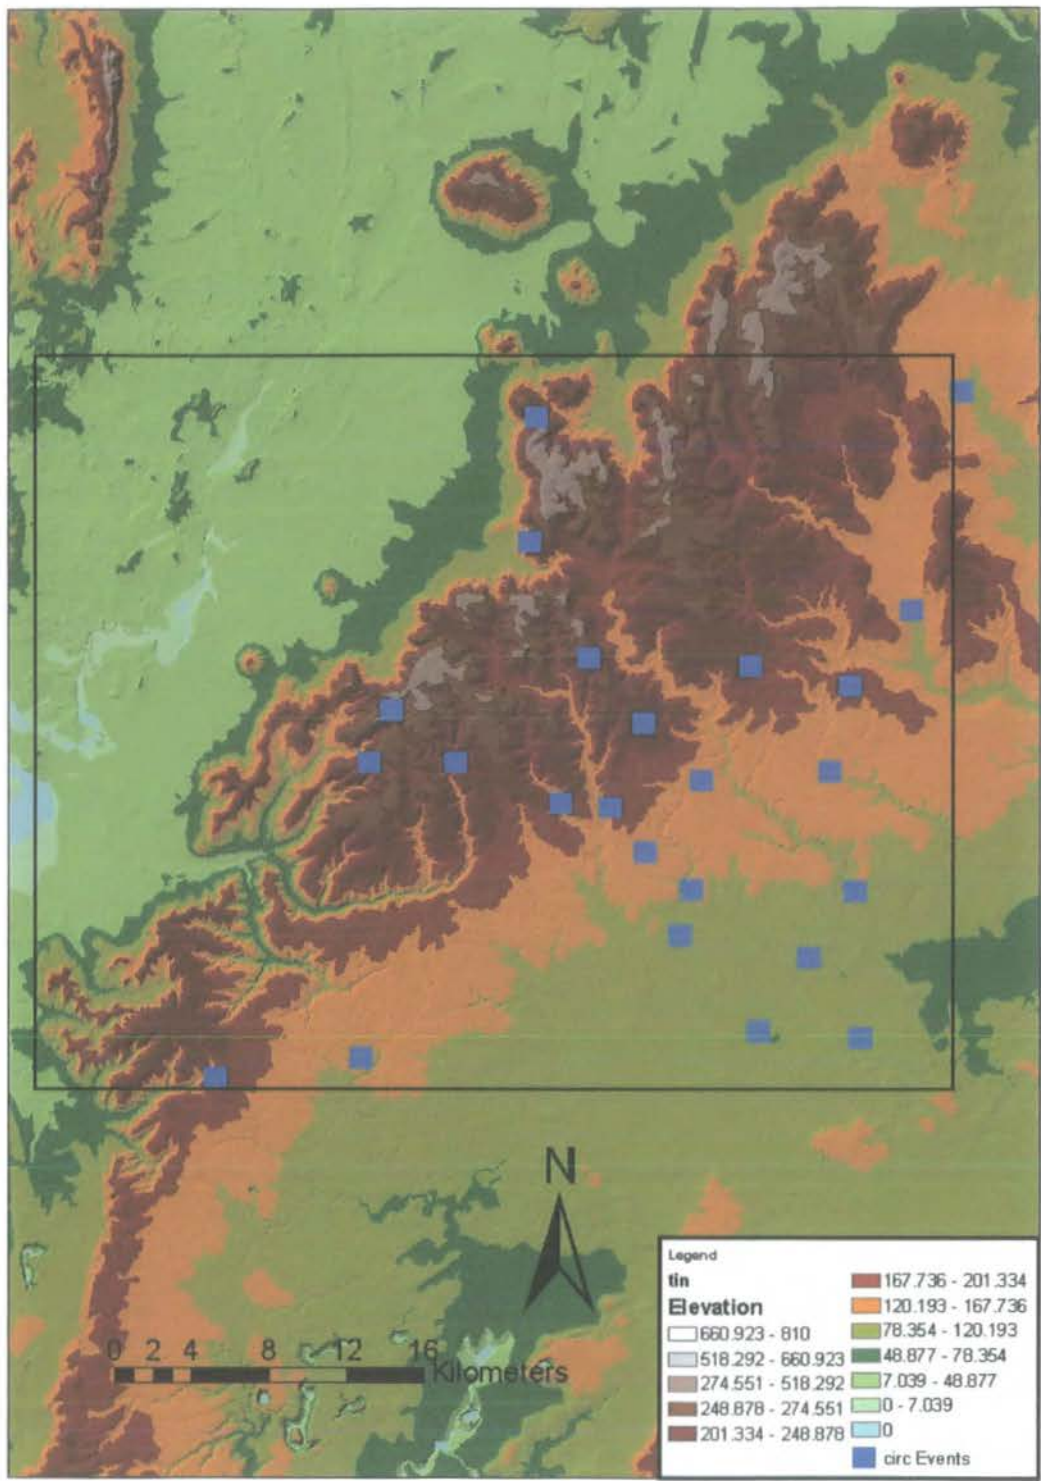 N
0 2 4 8 12 16
Kilometers
Legend
tin
Elevation
660.923 - 810
518.292 - 660.923
274.551 - 518.292
248.878 - 274.551
201.334 - 248.878
167.736 - 201.334
120.193 - 167.736
78.354 - 120.193
48.877 - 78.354
7.039 - 48.877
0 - 7.039
0
circ Events